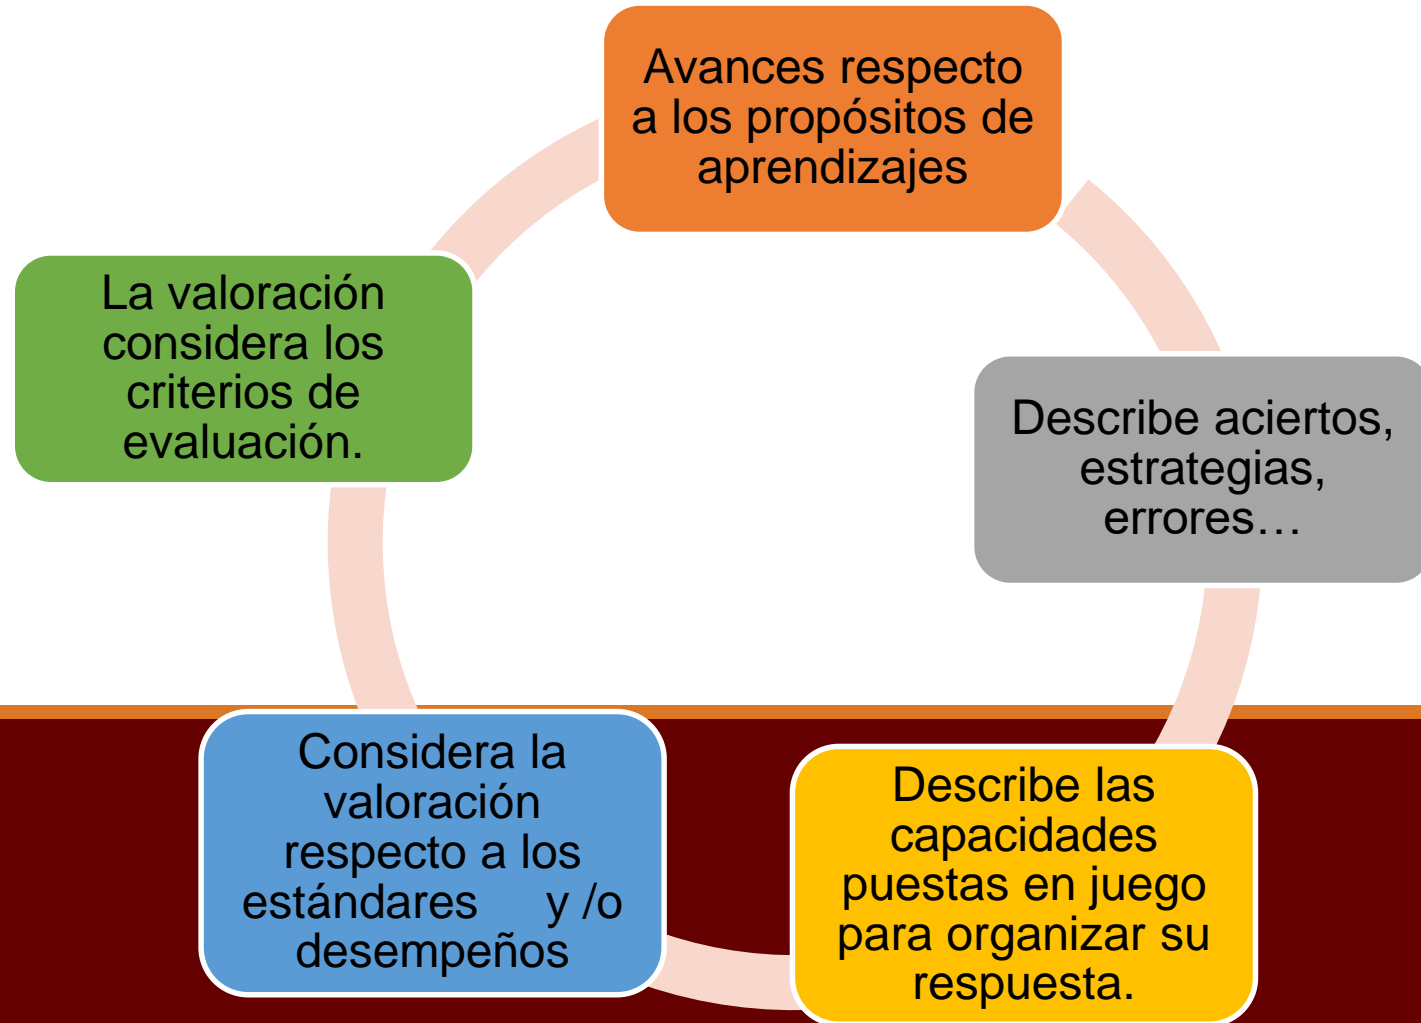 Avances respecto
a los propósitos de
aprendizajes
Describe aciertos,
estrategias,
errores…
Describe las
capacidades
puestas en juego
para organizar su
respuesta.
Considera la
valoración
respecto a los
estándares y /o
desempeños
La valoración
considera los
criterios de
evaluación.